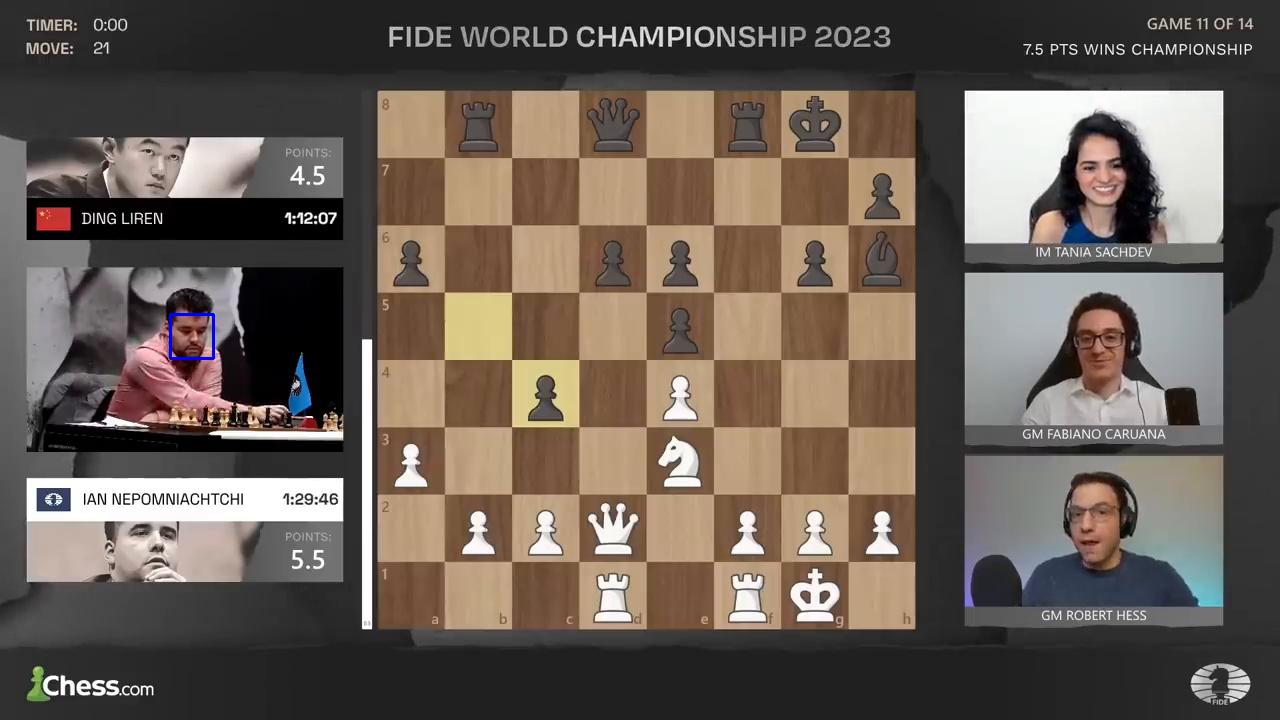 TIMER: 0:00
MOVE: 21
FIDE WORLD CHAMPIONSHIP 2023
GAME 11 OF 14
7.5 PTS WINS CHAMPIONSHIP
POINTS:
4.5
DING LIREN 1:12:07
IAN NEPOMNIACHTCHI 1:29:46
POINTS:
5.5
8
7
6
5
4
3
2
1
a b c d e f g h
IM TANIA SACHDEV
GM FABIANO CARUANA
GM ROBERT HESS
Chess.com
FIDE